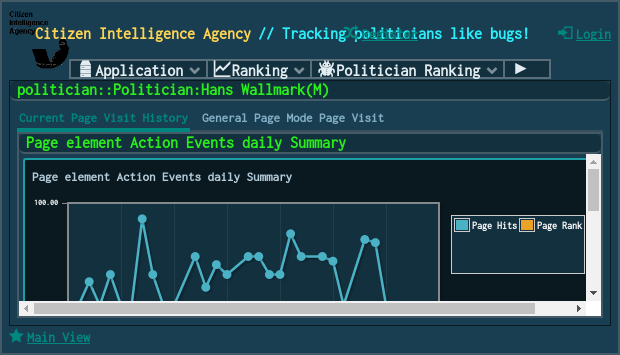 Citizen
Intelligence
Agency
Citizen Intelligence Agency // Tracking politicians like bugs!
Login
Application Ranking Politician Ranking
politician::Politician:Hans Wallmark(M)
Current Page Visit History General Page Mode Page Visit
Page element Action Events daily Summary
Page element Action Events daily Summary
100.00
Page Hits Page Rank
Main View